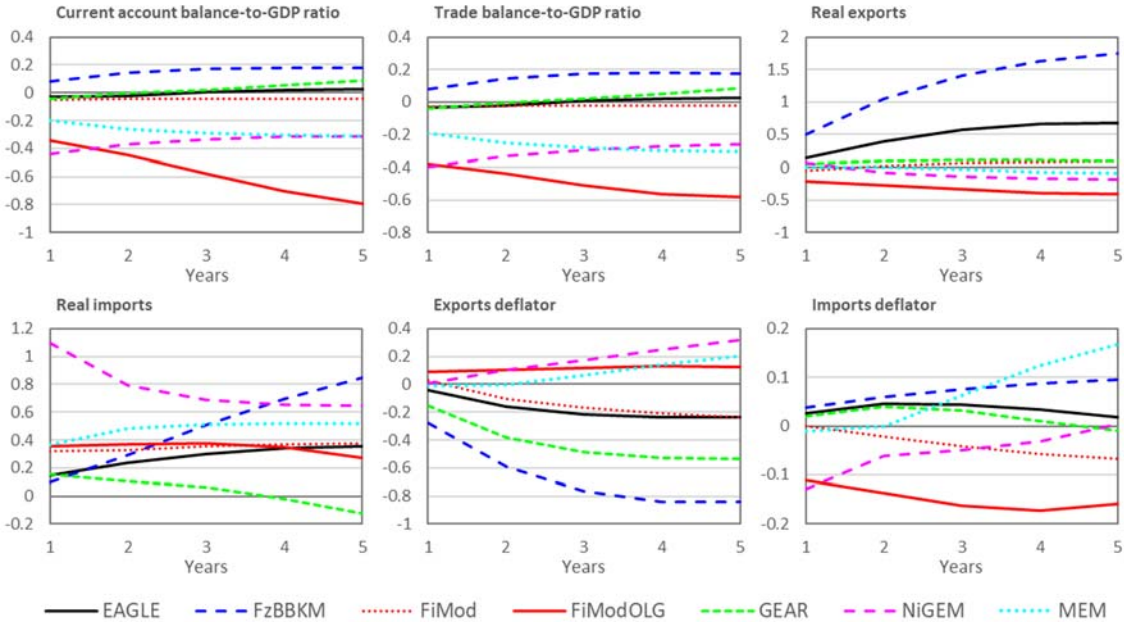 Current account balance-to-GDP ratio
0.4
0.2
0
-0.2
-0.4
-0.6
-0.8
-1
1 2 3 4 5
Years
Trade balance-to-GDP ratio
0.4
0.2
0
-0.2
-0.4
-0.6
-0.8
1 2 3 4 5
Years
Real exports
2
1.5
1
0.5
0
-0.5
-1
1 2 3 4 5
Years
Real imports
1.2
1
0.8
0.6
0.4
0.2
0
-0.2
1 2 3 4 5
Years
Exports deflator
0.4
0.2
0
-0.2
-0.4
-0.6
-0.8
-1
1 2 3 4 5
Years
Imports deflator
0.2
0.1
0
-0.1
-0.2
1 2 3 4 5
Years
EAGLE FzBBKM FiMod FiModOLG GEAR NiGEM MEM